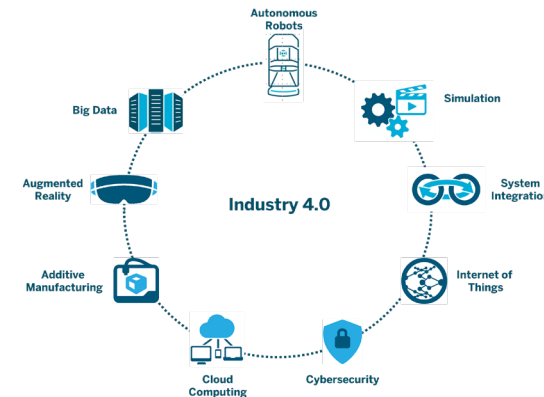 Autonomous
Robots
Simulation
Big Data
Augmented
Reality
System
Integratio
Industry 4.0
Additive
Manufacturing
Internet of
Things
Cloud
Computing
Cybersecurity